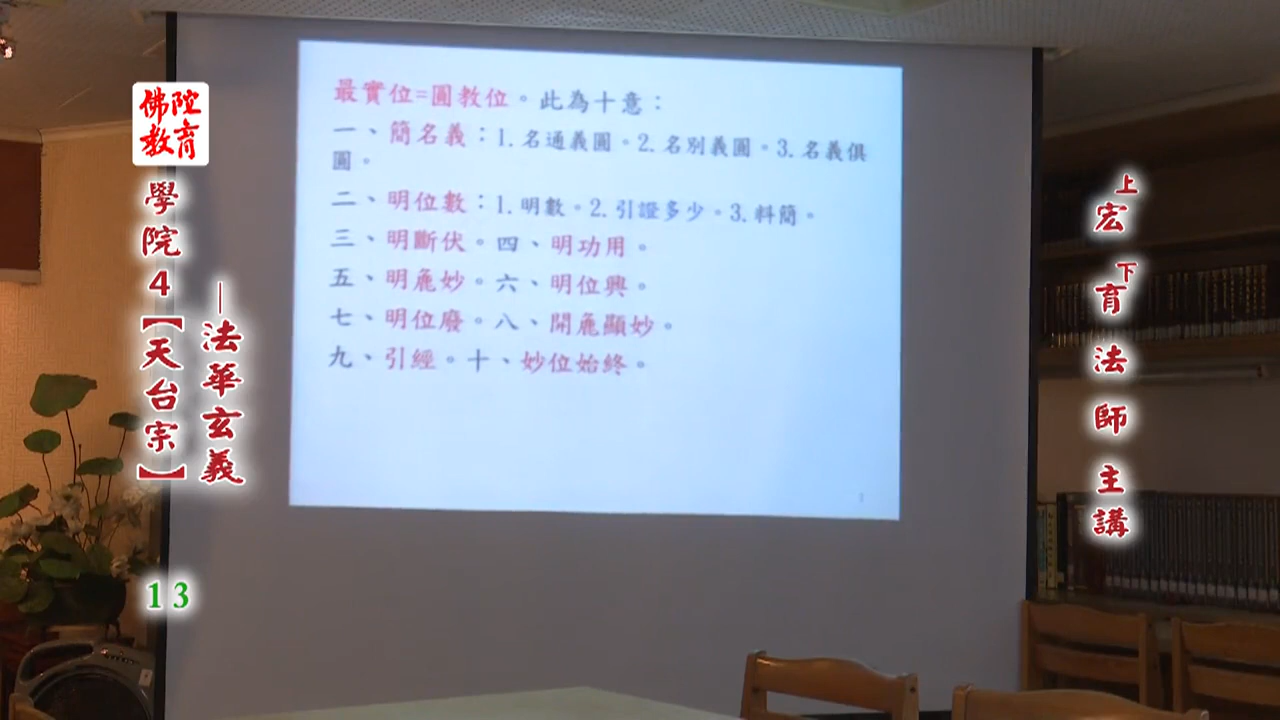 最實位=圓教位。此為十意：
一、簡名義：1.名通義圓。2.名別義圓。3.名義俱
圓。
二、明位數：1.明數。2.引證多少。3.料簡。
三、明斷伏。四、明功用。
五、明麁妙。六、明位興。
七、明位廢。八、開麁顯妙。
九、引經。十、妙位始終。
佛陀
教育
學院4【天台宗】
—法華玄義
13
上宏下育法師主講